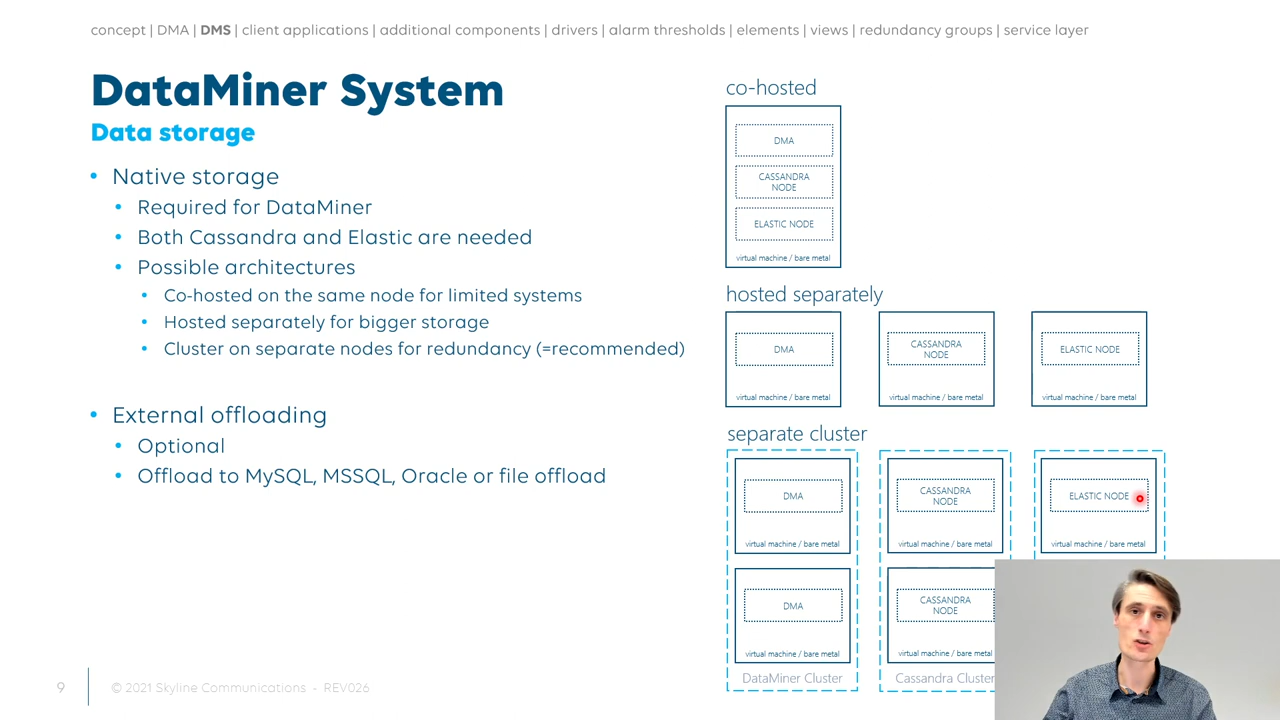 concept | DMA | DMS | client applications | additional components | drivers | alarm thresholds | elements | views | redundancy groups | service layer
DataMiner System
Data storage
• Native storage
• Required for DataMiner
• Both Cassandra and Elastic are needed
• Possible architectures
• Co-hosted on the same node for limited systems
• Hosted separately for bigger storage
• Cluster on separate nodes for redundancy (=recommended)
• External offloading
• Optional
• Offload to MySQL, MSSQL, Oracle or file offload
co-hosted
DMA
CASSANDRA
NODE
ELASTIC NODE
virtual machine / bare metal
hosted separately
DMA
virtual machine / bare metal
CASSANDRA
NODE
virtual machine / bare metal
ELASTIC NODE
virtual machine / bare metal
separate cluster
DMA
virtual machine / bare metal
DMA
virtual machine / bare metal
DataMiner Cluster
CASSANDRA
NODE
virtual machine / bare metal
CASSANDRA
NODE
virtual machine / bare metal
Cassandra Cluster
ELASTIC NODE
virtual machine / bare metal
9
© 2021 Skyline Communications • REV026